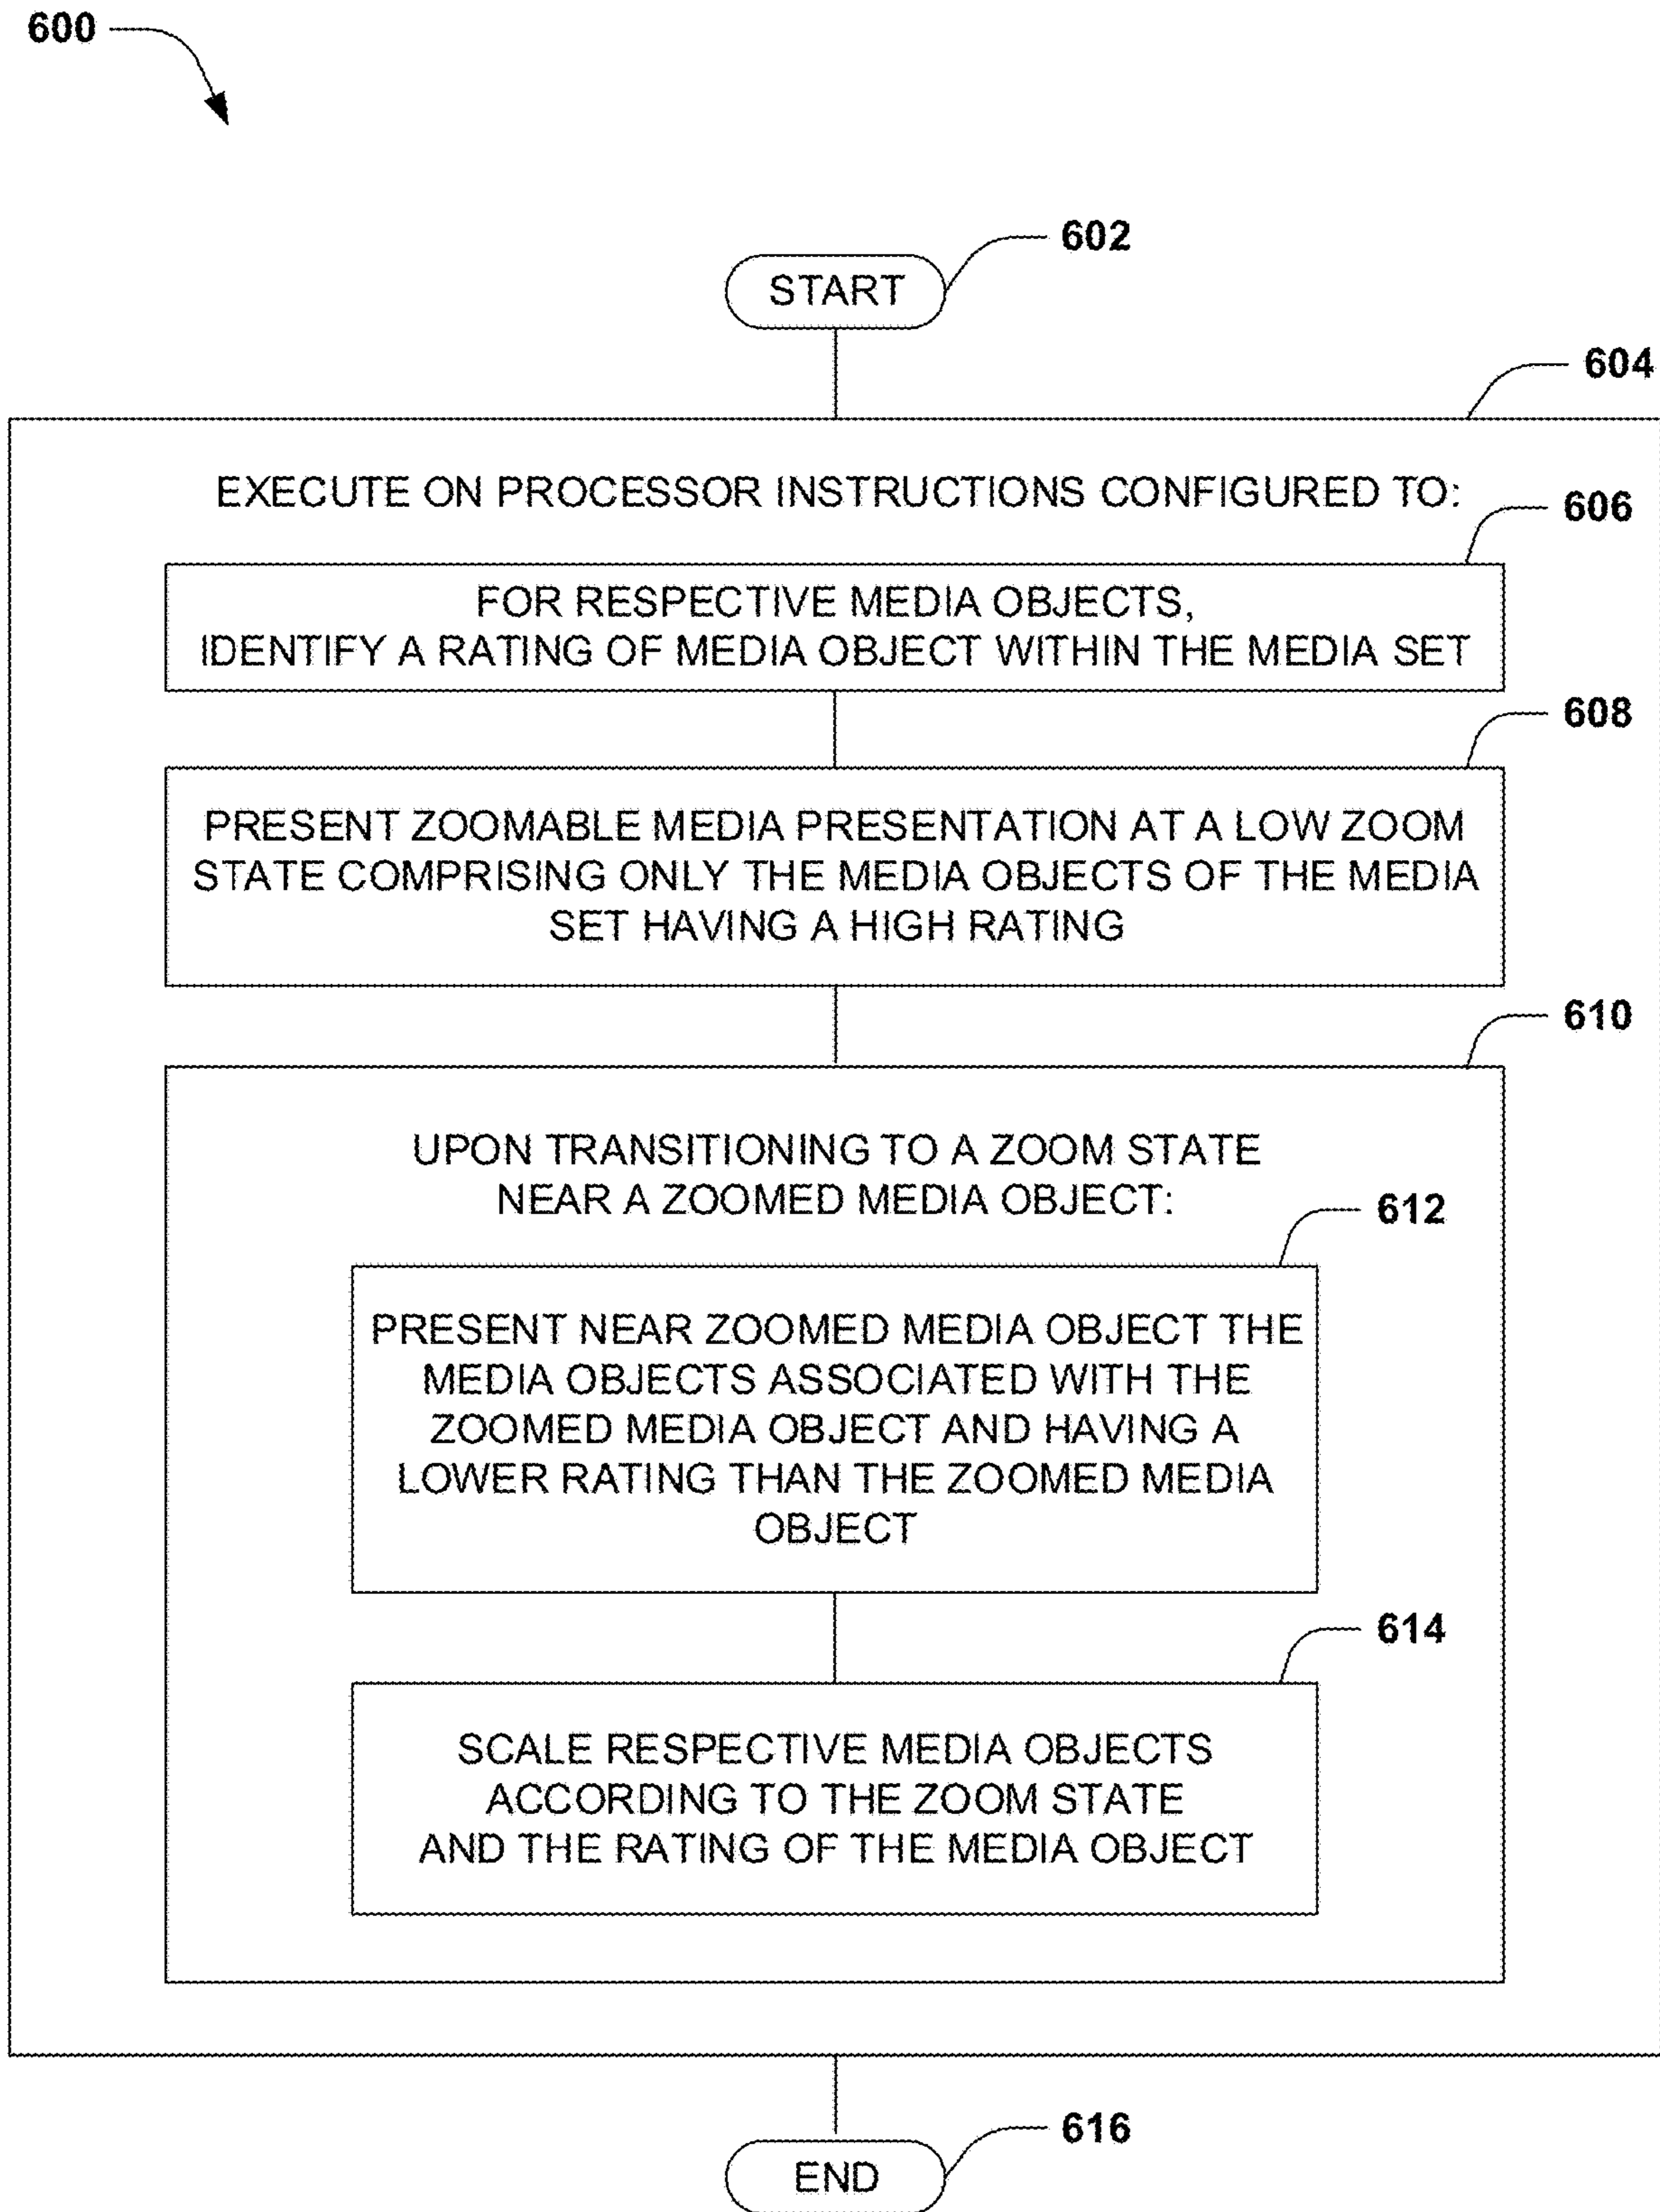 600
602
START
604
EXECUTE ON PROCESSOR INSTRUCTIONS CONFIGURED TO:
606
FOR RESPECTIVE MEDIA OBJECTS,
IDENTIFY A RATING OF MEDIA OBJECT WITHIN THE MEDIA SET
608
PRESENT ZOOMABLE MEDIA PRESENTATION AT A LOW ZOOM
STATE COMPRISING ONLY THE MEDIA OBJECTS OF THE MEDIA
SET HAVING A HIGH RATING
610
UPON TRANSITIONING TO A ZOOM STATE
NEAR A ZOOMED MEDIA OBJECT:
612
PRESENT NEAR ZOOMED MEDIA OBJECT THE
MEDIA OBJECTS ASSOCIATED WITH THE
ZOOMED MEDIA OBJECT AND HAVING A
LOWER RATING THAN THE ZOOMED MEDIA
OBJECT
614
SCALE RESPECTIVE MEDIA OBJECTS
ACCORDING TO THE ZOOM STATE
AND THE RATING OF THE MEDIA OBJECT
616
END